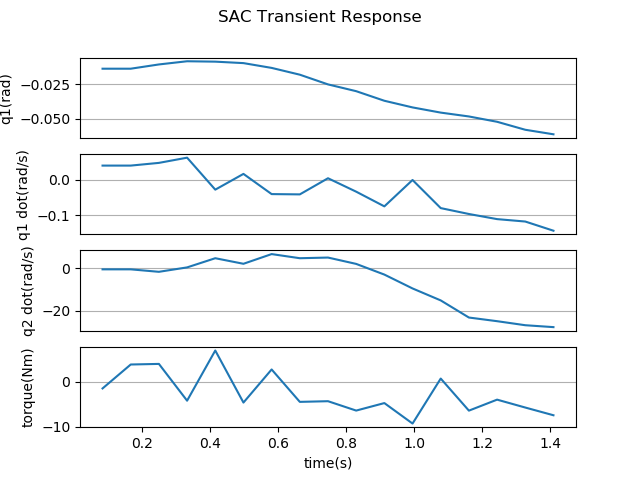 SAC Transient Response
q1(rad)
−0.025
−0.050
q1 dot(rad/s)
0.0
−0.1
q2 dot(rad/s)
0
−20
torque(Nm)
0
−10
0.2 0.4 0.6 0.8 1.0 1.2 1.4
time(s)